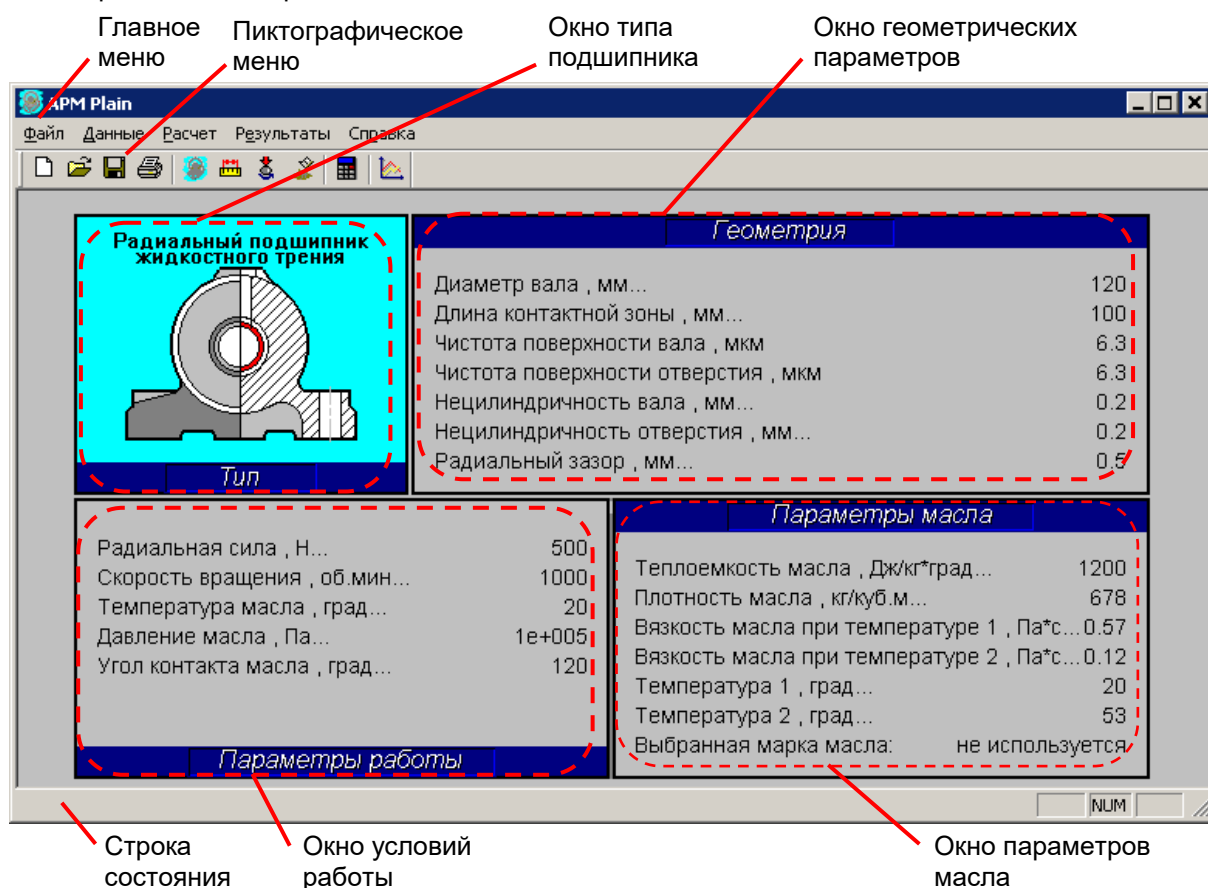 Главное
меню
Пиктографическое
меню
Окно типа
подшипника
Окно геометрических
параметров
APM Plain
Файл Данные Расчет Результаты Справка
Радиальный подшипник
жидкостного трения
Тип
Геометрия
Диаметр вала , мм... 120
Длина контактной зоны , мм... 100
Чистота поверхности вала , мкм 6.3
Чистота поверхности отверстия , мкм 6.3
Нецилиндричность вала , мм... 0.2
Нецилиндричность отверстия , мм... 0.2
Радиальный зазор , мм... 0.5
Радиальная сила , Н... 500
Скорость вращения , об.мин... 1000
Температура масла , град... 20
Давление масла , Па... 1e+005
Угол контакта масла , град... 120
Параметры работы
Параметры масла
Теплоемкость масла , Дж/кг*град... 1200
Плотность масла , кг/куб.м... 678
Вязкость масла при температуре 1 , Па*с...0.57
Вязкость масла при температуре 2 , Па*с...0.12
Температура 1 , град... 20
Температура 2 , град... 53
Выбранная марка масла: не используется
NUM
Строка
состояния
Окно условий
работы
Окно параметров
масла